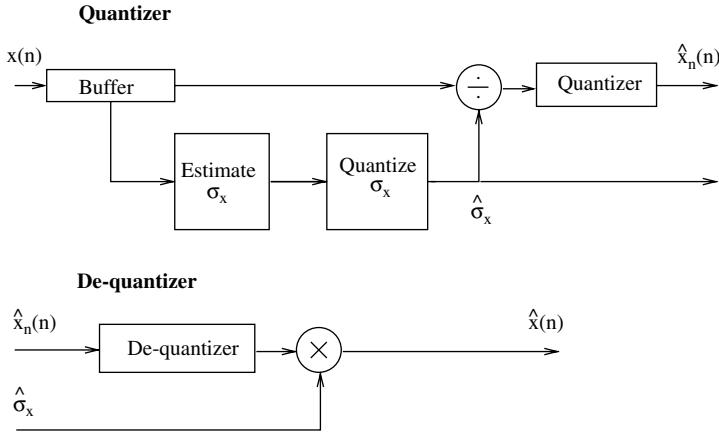 Quantizer
x(n)
Buffer
÷
Quantizer
x̂ₙ(n)
Estimate
σₓ
Quantize
σₓ
σ̂ₓ
De-quantizer
x̂ₙ(n)
De-quantizer
×
x̂(n)
σ̂ₓ